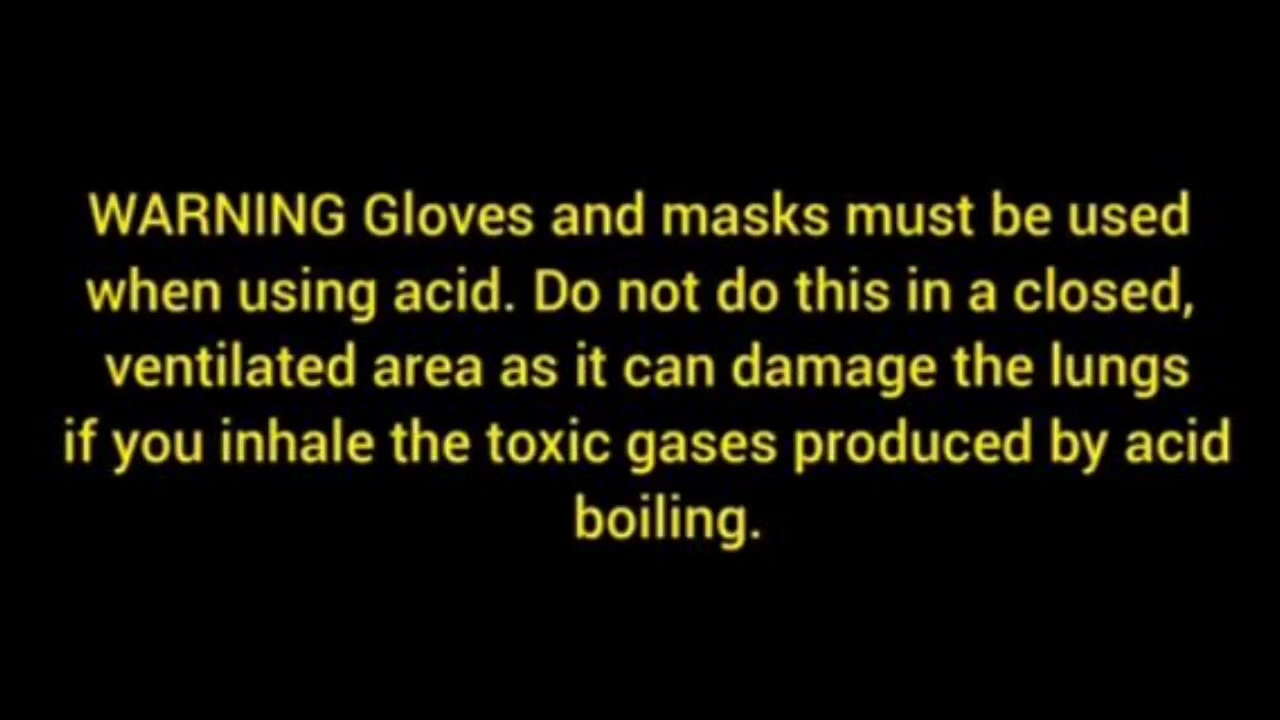 WARNING Gloves and masks must be used
when using acid. Do not do this in a closed,
ventilated area as it can damage the lungs
if you inhale the toxic gases produced by acid
boiling.